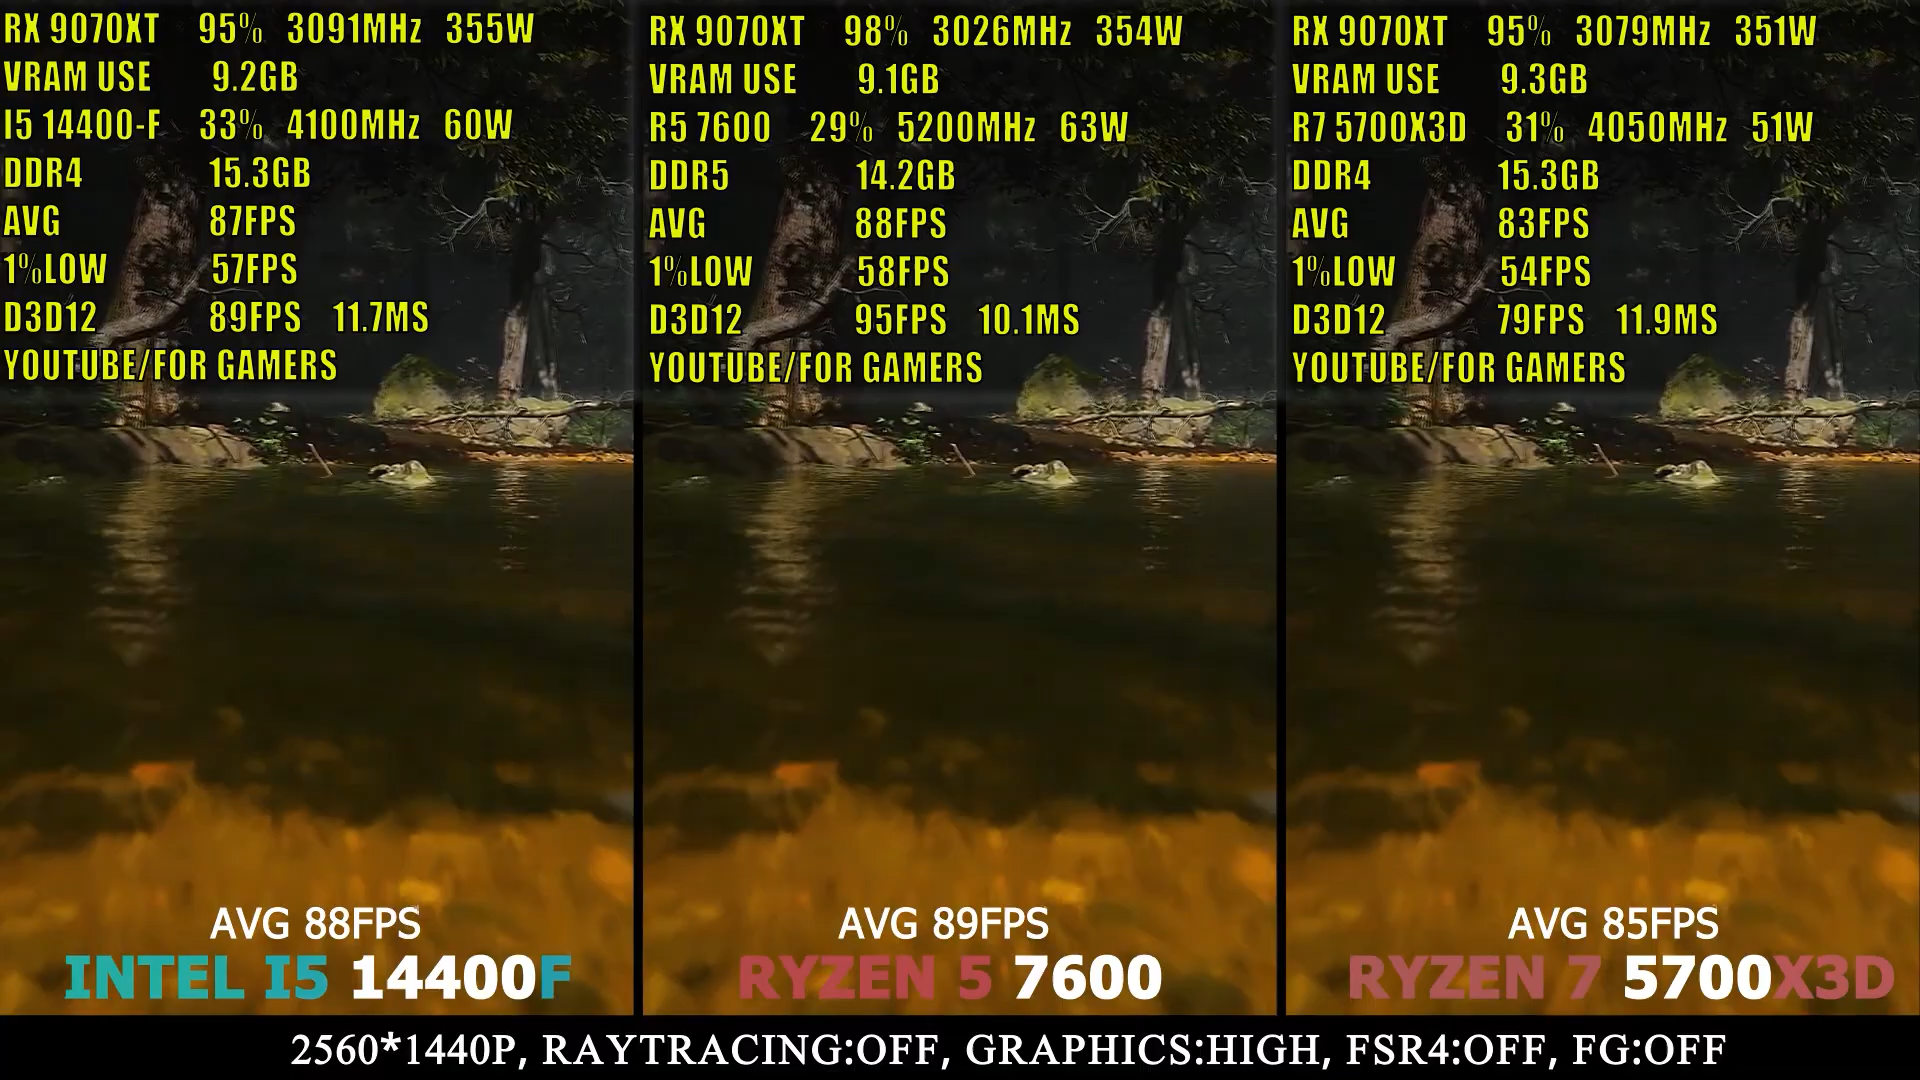 RX 9070XT 95% 3091MHz 355W
VRAM USE 9.2GB
I5 14400-F 33% 4100MHz 60W
DDR4 15.3GB
AVG 87FPS
1%LOW 57FPS
D3D12 89FPS 11.7MS
YOUTUBE/FOR GAMERS
AVG 88FPS
INTEL I5 14400F
RX 9070XT 98% 3026MHz 354W
VRAM USE 9.1GB
R5 7600 29% 5200MHz 63W
DDR5 14.2GB
AVG 88FPS
1%LOW 58FPS
D3D12 95FPS 10.1MS
YOUTUBE/FOR GAMERS
AVG 89FPS
RYZEN 5 7600
RX 9070XT 95% 3079MHz 351W
VRAM USE 9.3GB
R7 5700X3D 31% 4050MHz 51W
DDR4 15.3GB
AVG 83FPS
1%LOW 54FPS
D3D12 79FPS 11.9MS
YOUTUBE/FOR GAMERS
AVG 85FPS
RYZEN 7 5700X3D
2560*1440P, RAYTRACING:OFF, GRAPHICS:HIGH, FSR4:OFF, FG:OFF